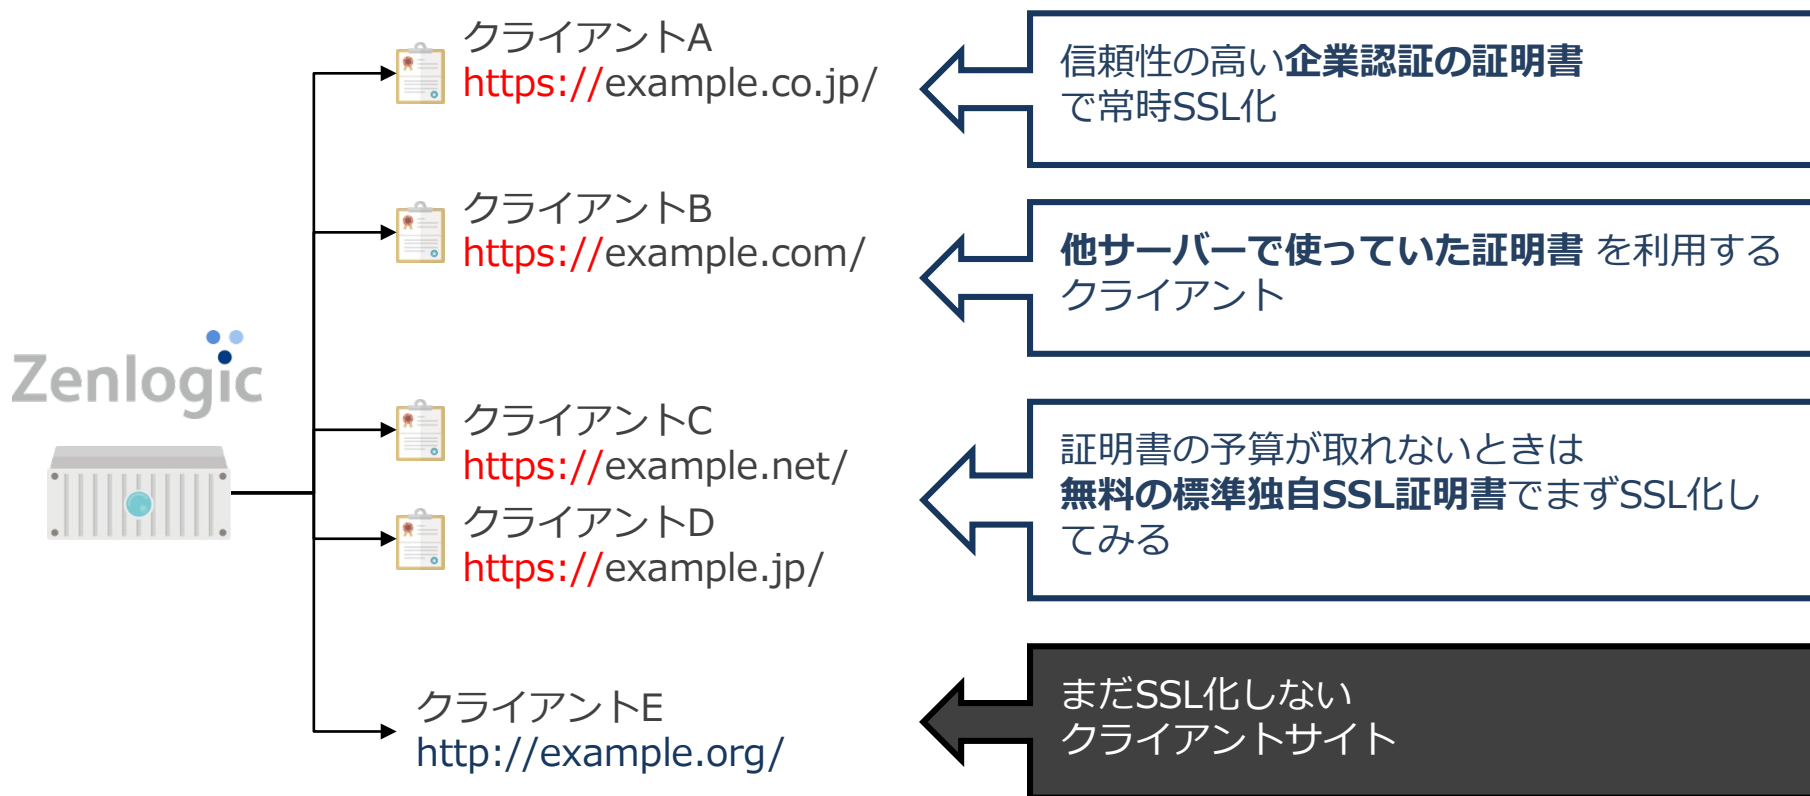 クライアントA
https://example.co.jp/
信頼性の高い企業認証の証明書
で常時SSL化
クライアントB
https://example.com/
他サーバーで使っていた証明書 を利用する
クライアント
Zenlogic
クライアントC
https://example.net/
クライアントD
https://example.jp/
証明書の予算が取れないときは
無料の標準独自SSL証明書でまずSSL化し
てみる
クライアントE
http://example.org/
まだSSL化しない
クライアントサイト